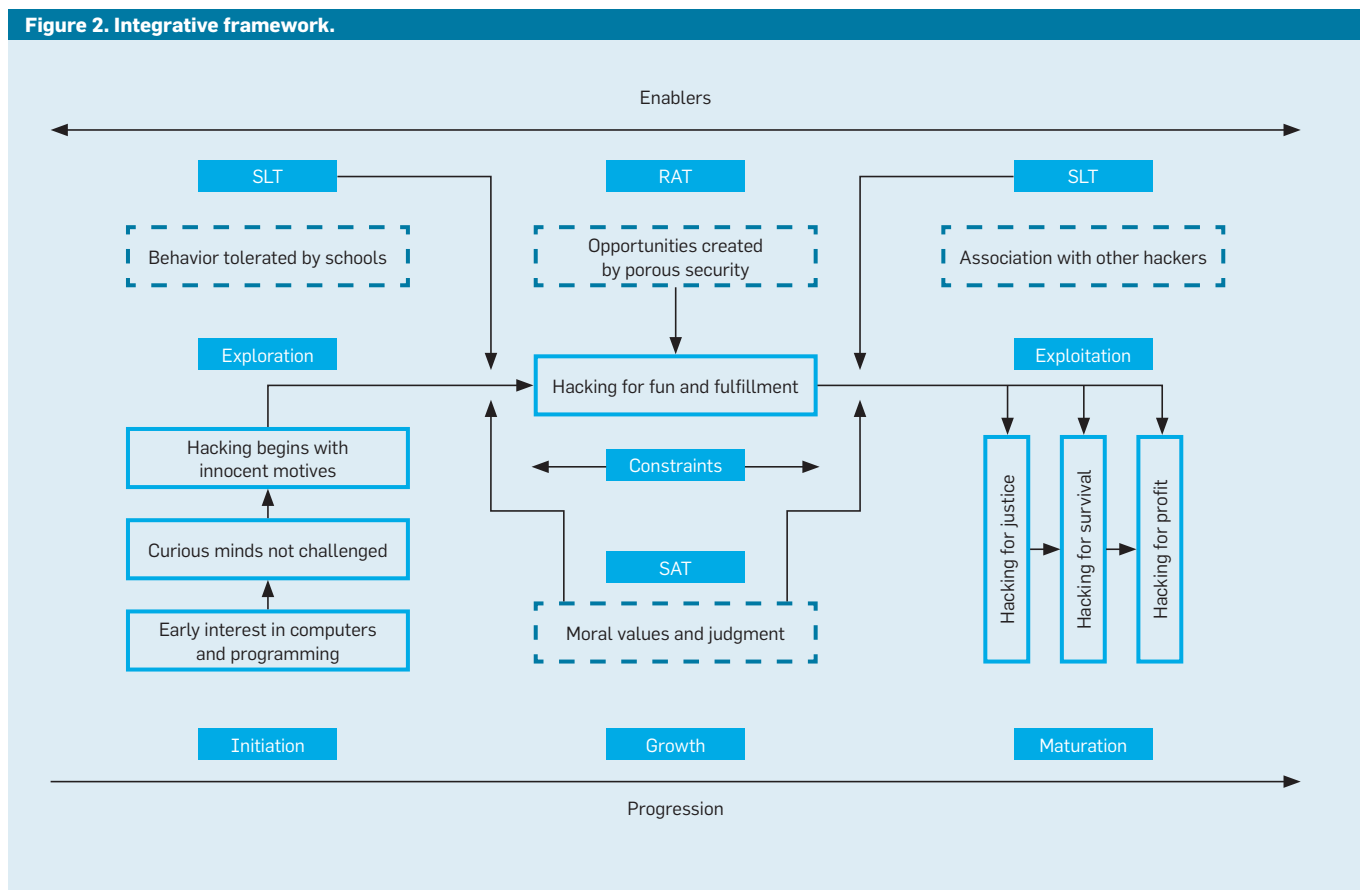 Figure 2. Integrative framework.
Enablers
SLT
RAT
SLT
Behavior tolerated by schools
Opportunities created
by porous security
Association with other hackers
Exploration
Exploitation
Hacking for fun and fulfillment
Hacking begins with
innocent motives
Constraints
Curious minds not challenged
SAT
Early interest in computers
and programming
Moral values and judgment
Hacking for justice
Hacking for survival
Hacking for profit
Initiation
Growth
Maturation
Progression